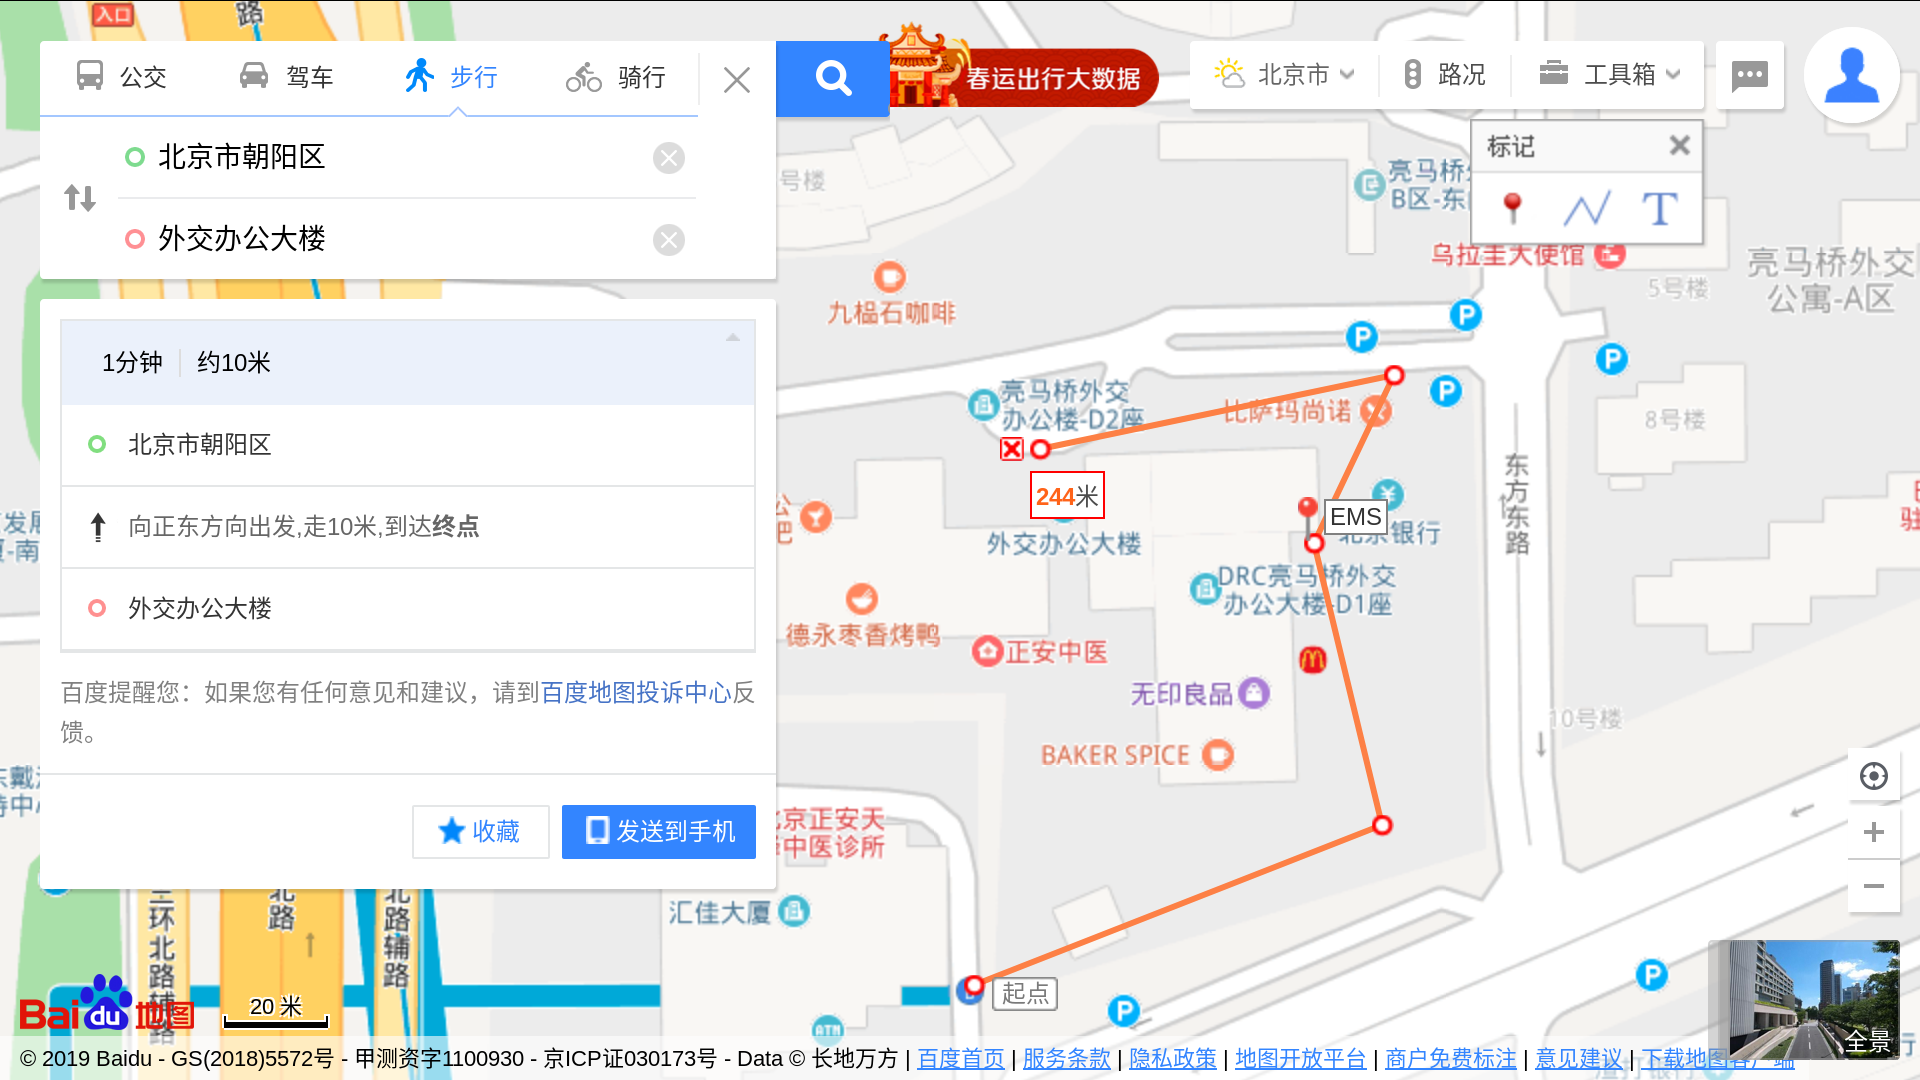 入口
路
公交
驾车
步行
骑行
北京市朝阳区
外交办公大楼
1分钟
约10米
北京市朝阳区
向正东方向出发,走10米,到达终点
外交办公大楼
百度提醒您：如果您有任何意见和建议，请到百度地图投诉中心反
馈。
收藏
发送到手机
春运出行大数据
北京市
路况
工具箱
标记
T
号楼
亮马桥外
B区-东
乌拉圭大使馆
5号楼
亮马桥外交
公寓-A区
九榀石咖啡
P
P
P
P
亮马桥外交
办公楼-D2座
比萨玛尚诺
8号楼
244米
EMS
北京银行
东方东路
吧
外交办公大楼
DRC亮马桥外交
办公大楼-D1座
德永枣香烤鸭
正安中医
无印良品
10号楼
BAKER SPICE
京正安天
中医诊所
汇佳大厦
三环北路辅路
北路
北路辅路
起点
P
P
ATM
Bai du 地图
20 米
全景
© 2019 Baidu - GS(2018)5572号 - 甲测资字1100930 - 京ICP证030173号 - Data © 长地万方 | 百度首页 | 服务条款 | 隐私政策 | 地图开放平台 | 商户免费标注 | 意见建议 | 下载地图客户端